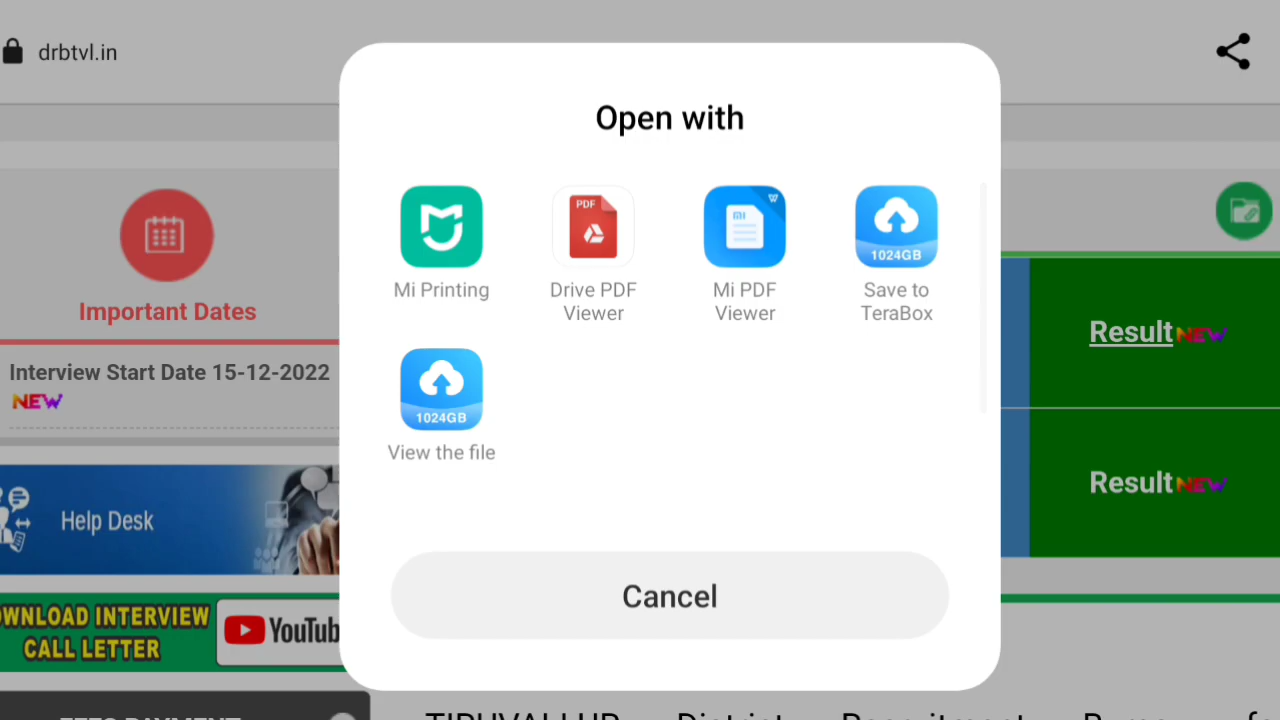 drbtvl.in
Open with
PDF
MI
W
1024GB
Mi Printing
Drive PDF
Viewer
Mi PDF
Viewer
Save to
TeraBox
1024GB
View the file
Cancel
Important Dates
Interview Start Date 15-12-2022
NEW
Help Desk
DOWNLOAD INTERVIEW
CALL LETTER
YouTub
Result NEW
Result NEW